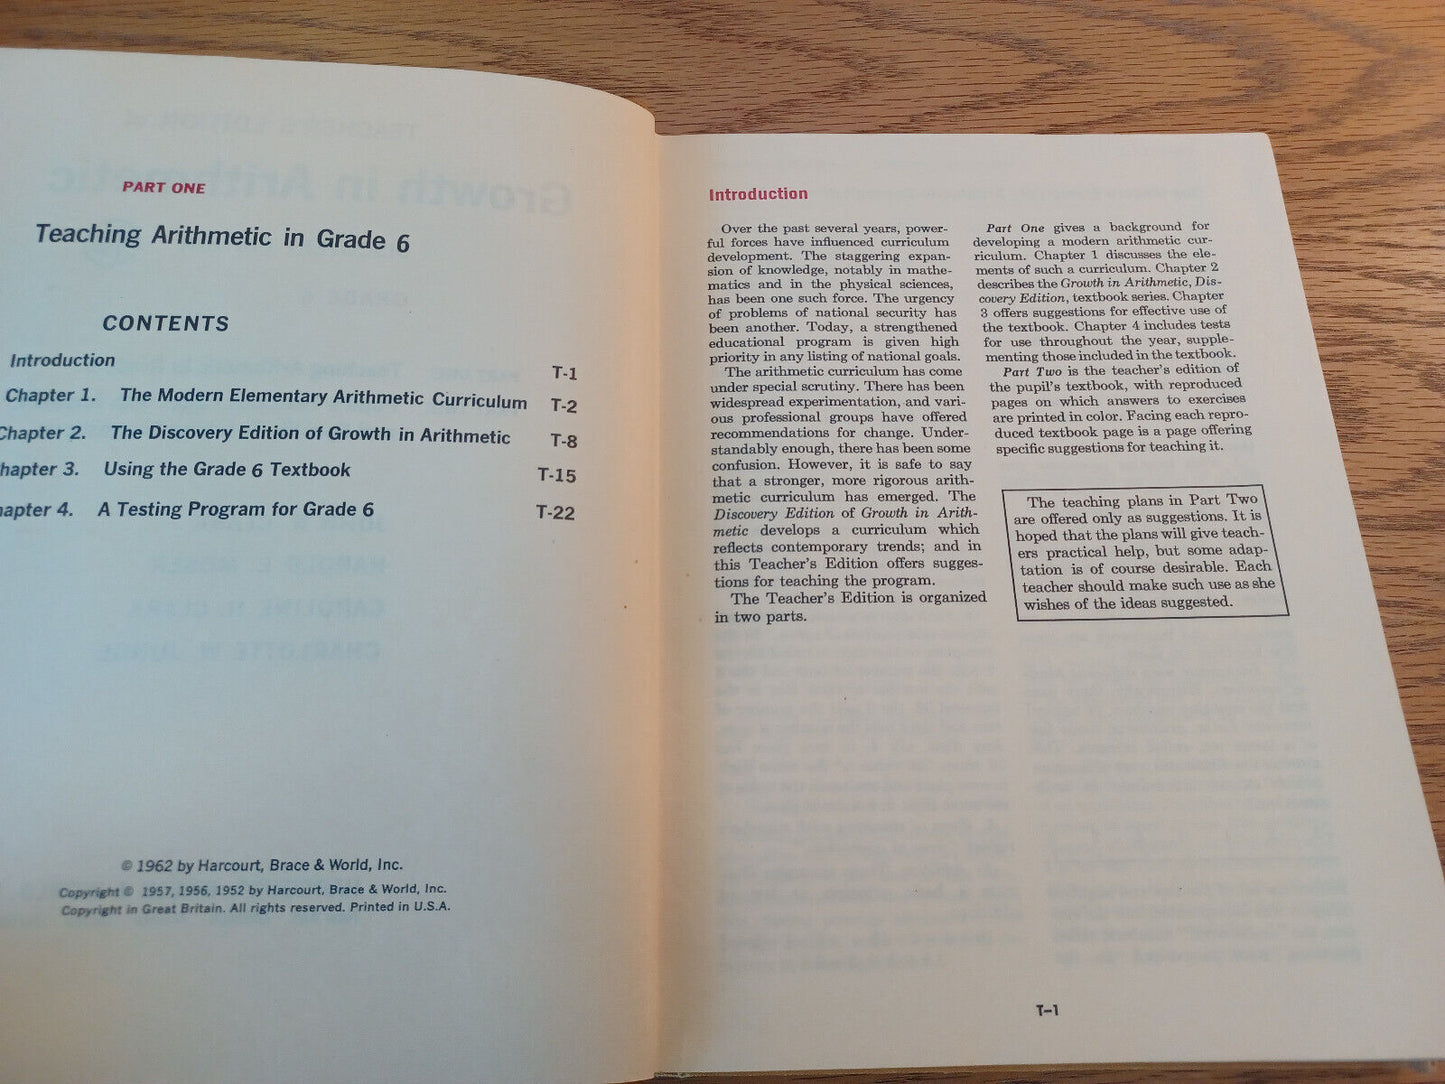 PART ONE
Teaching Arithmetic in Grade 6
CONTENTS
Introduction T-1
Chapter 1. The Modern Elementary Arithmetic Curriculum T-2
Chapter 2. The Discovery Edition of Growth in Arithmetic T-8
hapter 3. Using the Grade 6 Textbook T-15
apter 4. A Testing Program for Grade 6 T-22
© 1962 by Harcourt, Brace & World, Inc.
Copyright © 1957, 1956, 1952 by Harcourt, Brace & World, Inc.
Copyright in Great Britain. All rights reserved. Printed in U.S.A.
Introduction
Over the past several years, power-
ful forces have influenced curriculum
development. The staggering expan-
sion of knowledge, notably in mathe-
matics and in the physical sciences,
has been one such force. The urgency
of problems of national security has
been another. Today, a strengthened
educational program is given high
priority in any listing of national goals.
The arithmetic curriculum has come
under special scrutiny. There has been
widespread experimentation, and vari-
ous professional groups have offered
recommendations for change. Under-
standably enough, there has been some
confusion. However, it is safe to say
that a stronger, more rigorous arith-
metic curriculum has emerged. The
Discovery Edition of Growth in Arith-
metic develops a curriculum which
reflects contemporary trends; and in
this Teacher's Edition offers sugges-
tions for teaching the program.
The Teacher's Edition is organized
in two parts.
Part One gives a background for
developing a modern arithmetic cur-
riculum. Chapter 1 discusses the ele-
ments of such a curriculum. Chapter 2
describes the Growth in Arithmetic, Dis-
covery Edition, textbook series. Chapter
3 offers suggestions for effective use of
the textbook. Chapter 4 includes tests
for use throughout the year, supple-
menting those included in the textbook.
Part Two is the teacher's edition of
the pupil's textbook, with reproduced
pages on which answers to exercises
are printed in color. Facing each repro-
duced textbook page is a page offering
specific suggestions for teaching it.
The teaching plans in Part Two
are offered only as suggestions. It is
hoped that the plans will give teach-
ers practical help, but some adap-
tation is of course desirable. Each
teacher should make such use as she
wishes of the ideas suggested.
T-1